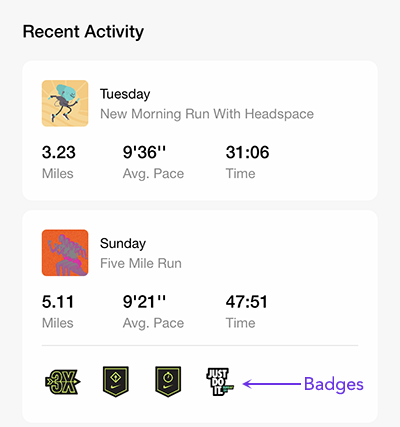 Recent Activity
Tuesday
New Morning Run With Headspace
3.23 9'36'' 31:06
Miles Avg. Pace Time
Sunday
Five Mile Run
5.11 9'21'' 47:51
Miles Avg. Pace Time
3X
JUST
DO
IT.
Badges